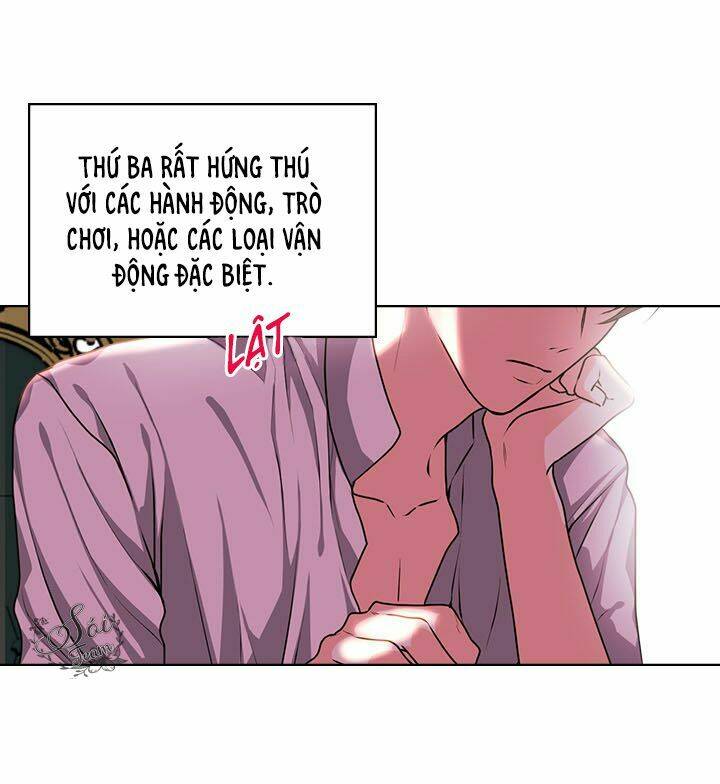 THỨ BA RẤT HỨNG THÚ
VỚI CÁC HÀNH ĐỘNG, TRÒ
CHƠI, HOẶC CÁC LOẠI VẬN
ĐỘNG ĐẶC BIỆT.
LẬT
Sói
Team